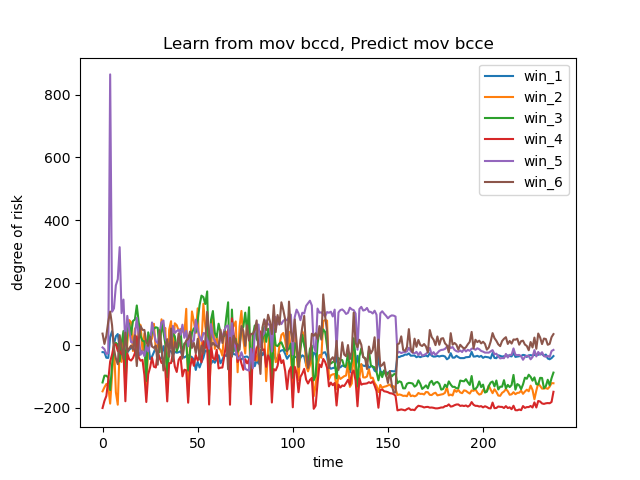 Learn from mov bccd, Predict mov bcce
win_1
win_2
win_3
win_4
win_5
win_6
degree of risk
800
600
400
200
0
−200
0 50 100 150 200
time